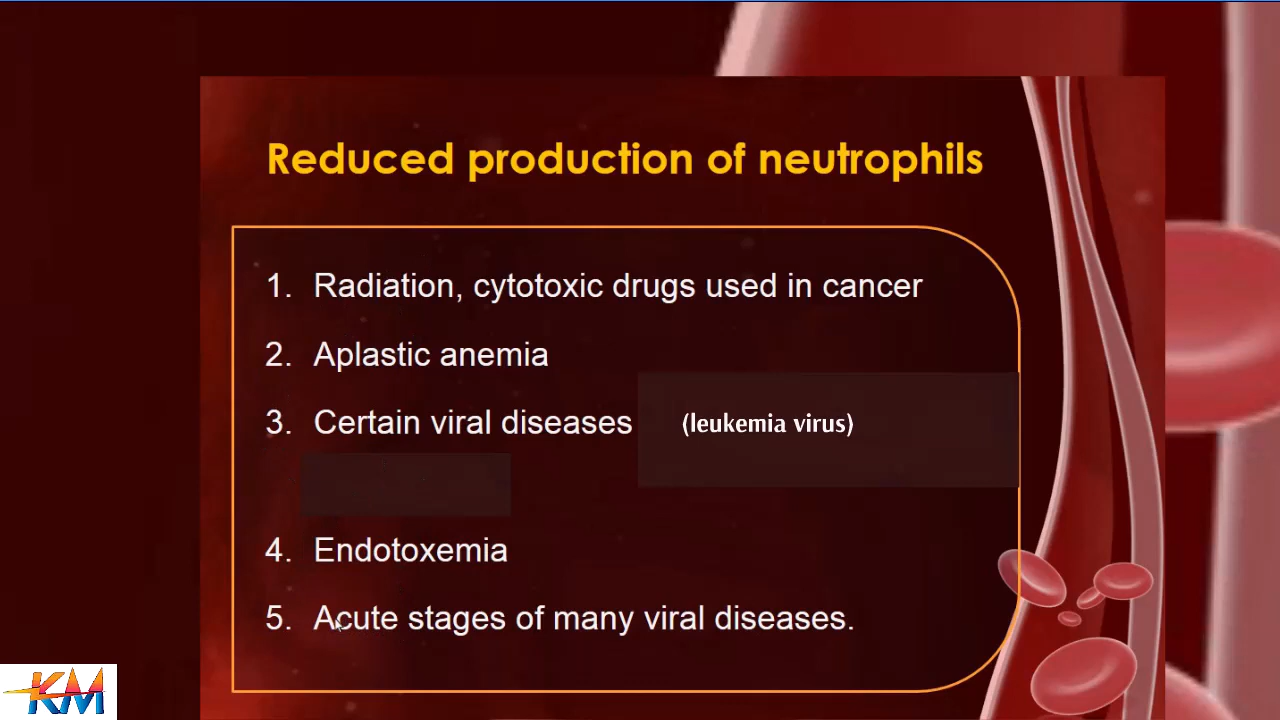 Reduced production of neutrophils
1. Radiation, cytotoxic drugs used in cancer
2. Aplastic anemia
3. Certain viral diseases (leukemia virus)
4. Endotoxemia
5. Acute stages of many viral diseases.
KM